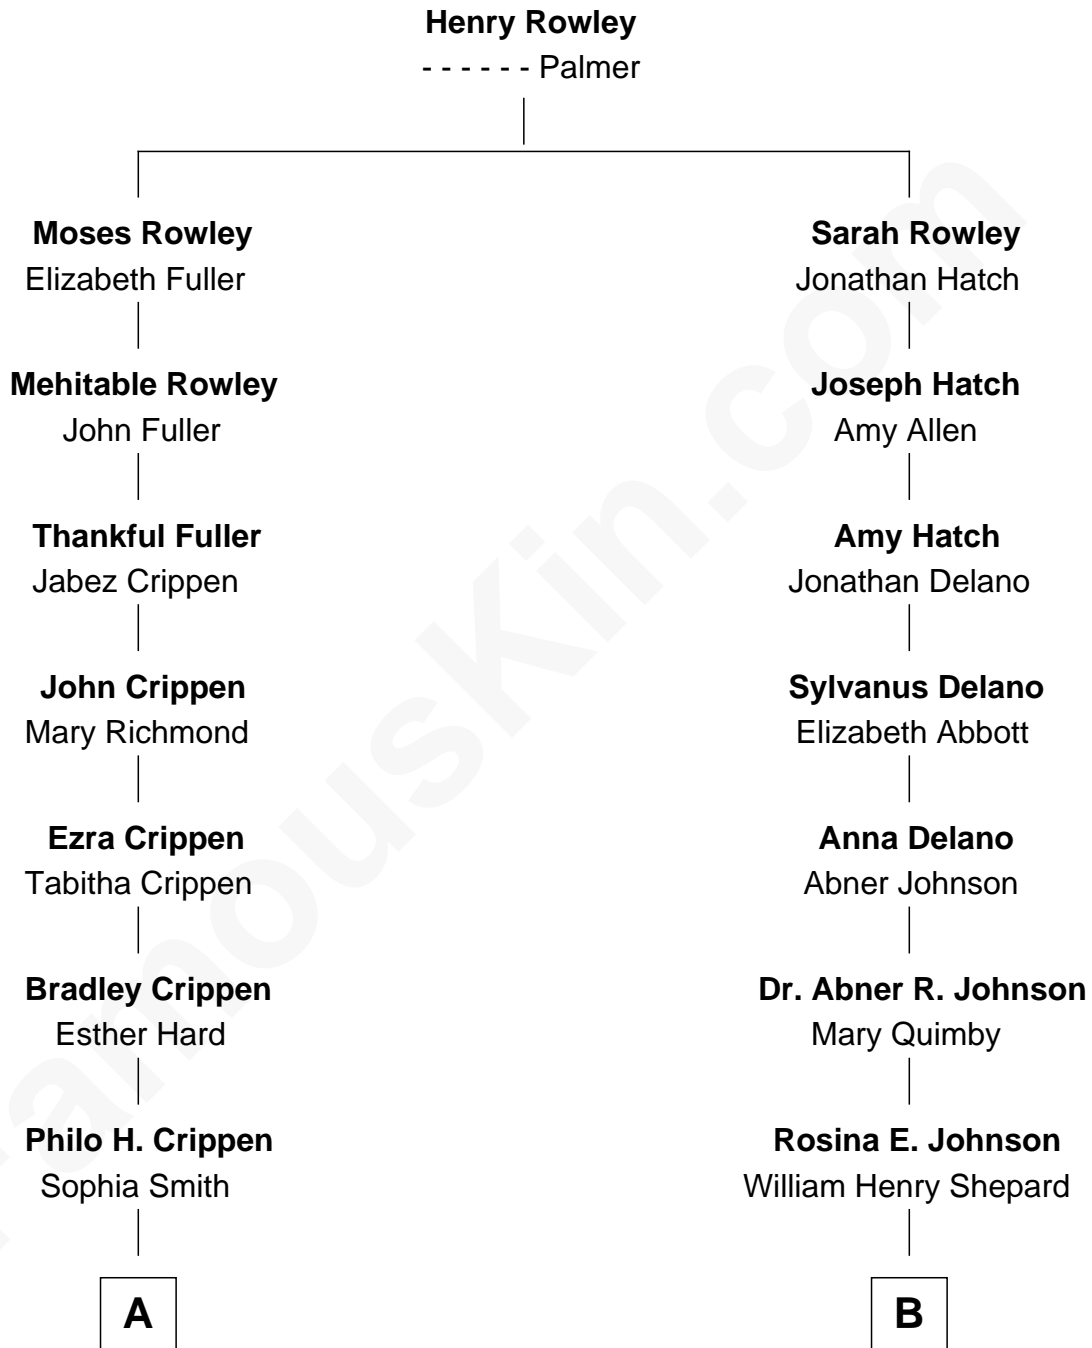 Henry Rowley
- - - - - - Palmer
Moses Rowley
Elizabeth Fuller
Mehitable Rowley
John Fuller
Thankful Fuller
Jabez Crippen
John Crippen
Mary Richmond
Ezra Crippen
Tabitha Crippen
Bradley Crippen
Esther Hard
Philo H. Crippen
Sophia Smith
A
Sarah Rowley
Jonathan Hatch
Joseph Hatch
Amy Allen
Amy Hatch
Jonathan Delano
Sylvanus Delano
Elizabeth Abbott
Anna Delano
Abner Johnson
Dr. Abner R. Johnson
Mary Quimby
Rosina E. Johnson
William Henry Shepard
B
FamousKin.com